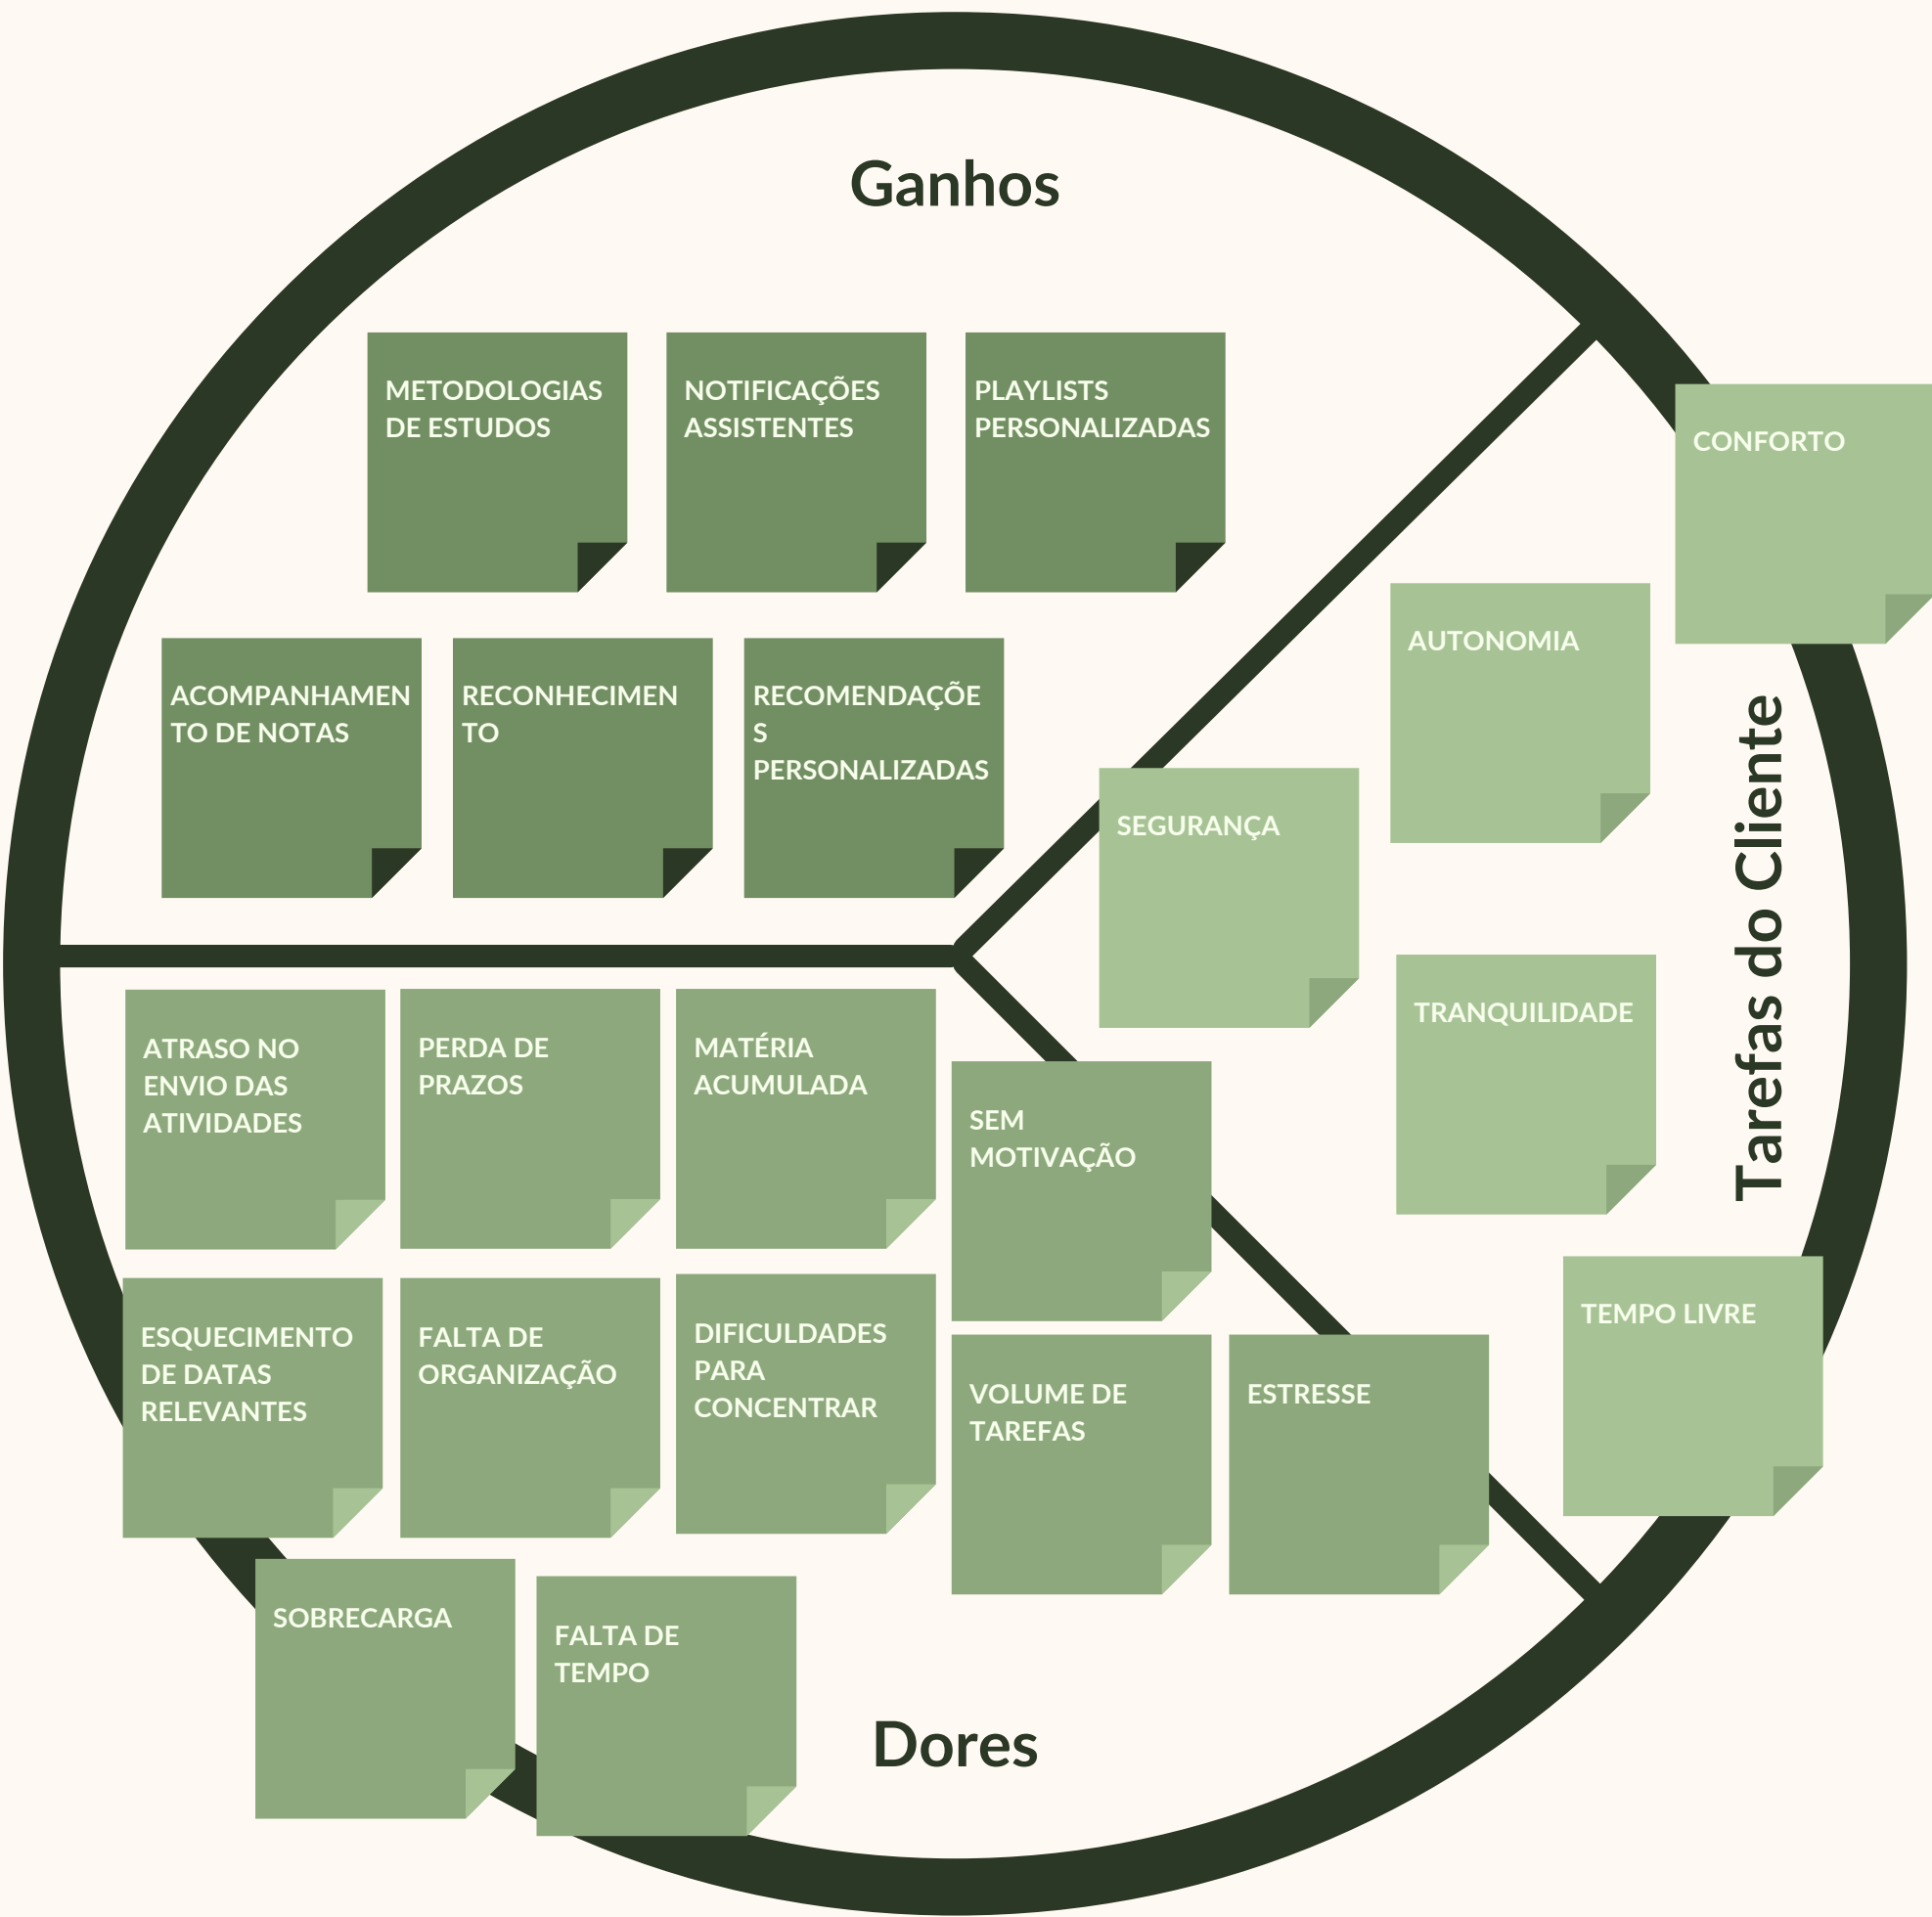 Ganhos
METODOLOGIAS
DE ESTUDOS
NOTIFICAÇÕES
ASSISTENTES
PLAYLISTS
PERSONALIZADAS
ACOMPANHAMEN
TO DE NOTAS
RECONHECIMEN
TO
RECOMENDAÇÕE
S
PERSONALIZADAS
CONFORTO
AUTONOMIA
SEGURANÇA
TRANQUILIDADE
TEMPO LIVRE
Tarefas do Cliente
ATRASO NO
ENVIO DAS
ATIVIDADES
PERDA DE
PRAZOS
MATÉRIA
ACUMULADA
SEM
MOTIVAÇÃO
ESQUECIMENTO
DE DATAS
RELEVANTES
FALTA DE
ORGANIZAÇÃO
DIFICULDADES
PARA
CONCENTRAR
VOLUME DE
TAREFAS
ESTRESSE
SOBRECARGA
FALTA DE
TEMPO
Dores